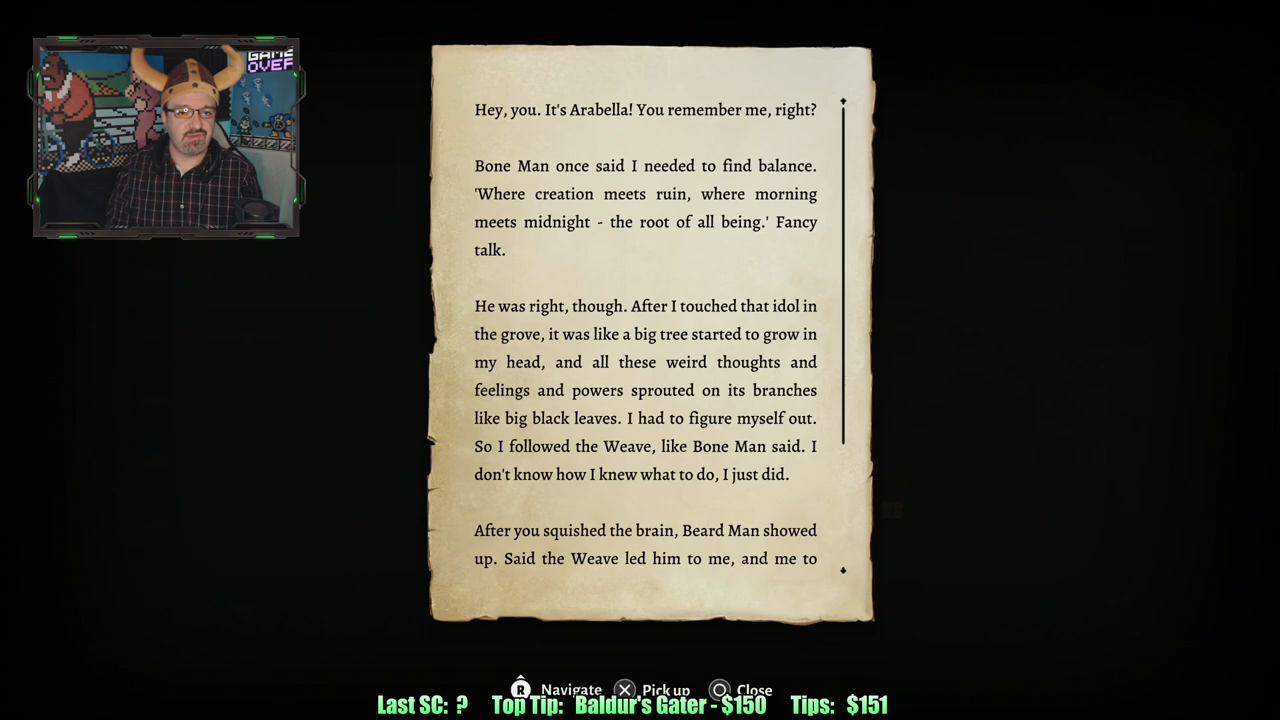 GAME
OVER
Hey, you. It's Arabella! You remember me, right?
Bone Man once said I needed to find balance.
'Where creation meets ruin, where morning
meets midnight - the root of all being.' Fancy
talk.
He was right, though. After I touched that idol in
the grove, it was like a big tree started to grow in
my head, and all these weird thoughts and
feelings and powers sprouted on its branches
like big black leaves. I had to figure myself out.
So I followed the Weave, like Bone Man said. I
don't know how I knew what to do, I just did.
After you squished the brain, Beard Man showed
up. Said the Weave led him to me, and me to
R Navigate Pick up Close
Last SC: ? Top Tip: Baldur's Gater - $150 Tips: $151